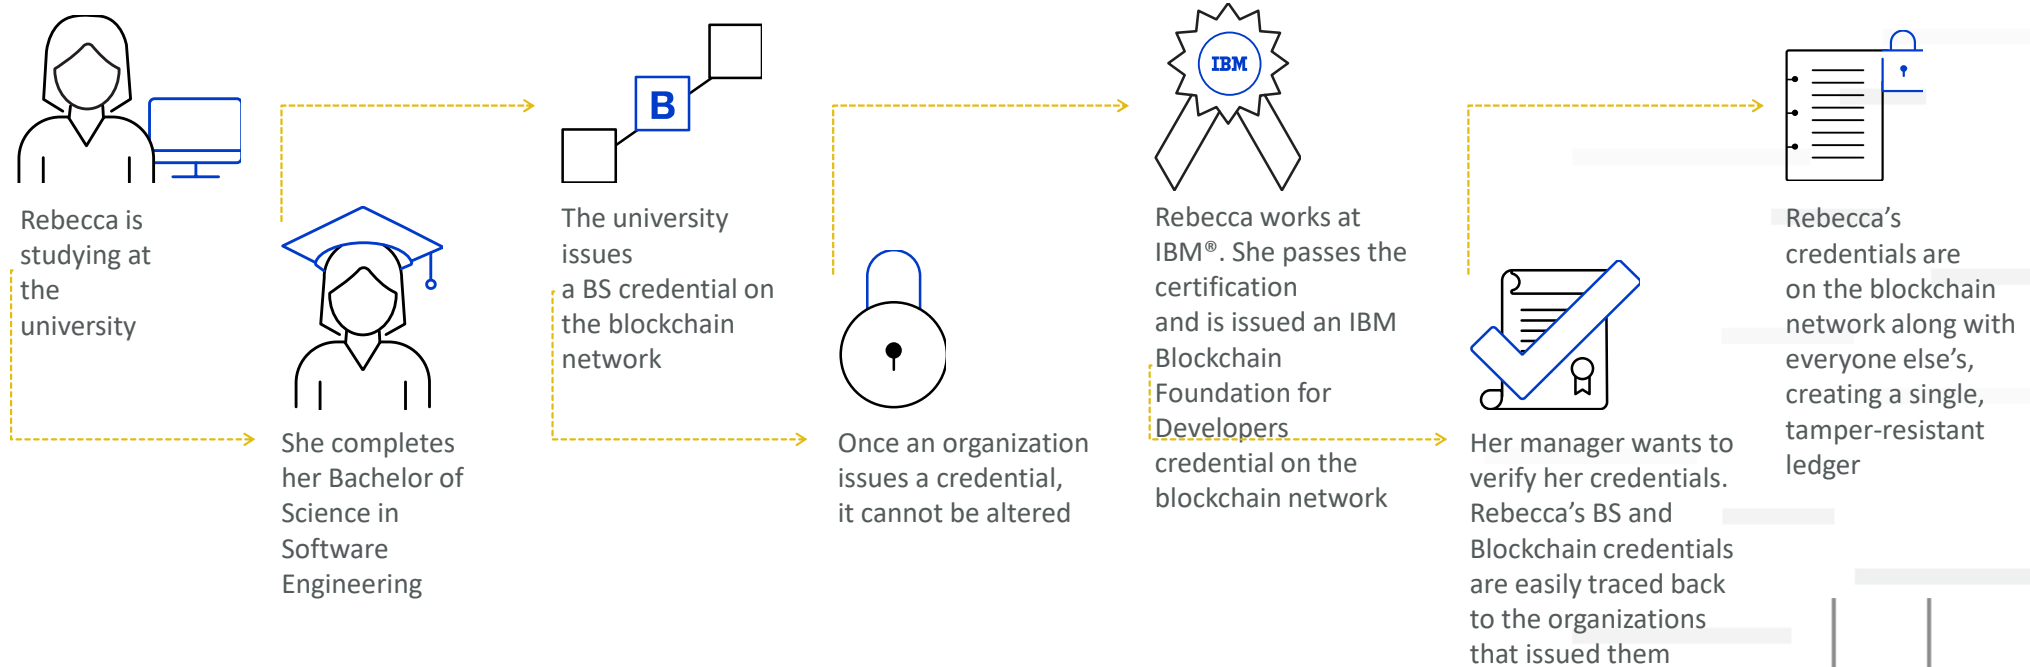 Rebecca is
studying at
the
university
She completes
her Bachelor of
Science in
Software
Engineering
B
The university
issues
a BS credential on
the blockchain
network
Once an organization
issues a credential,
it cannot be altered
IBM
Rebecca works at
IBM®. She passes the
certification
and is issued an IBM
Blockchain
Foundation for
Developers
credential on the
blockchain network
Her manager wants to
verify her credentials.
Rebecca’s BS and
Blockchain credentials
are easily traced back
to the organizations
that issued them
Rebecca’s
credentials are
on the blockchain
network along with
everyone else’s,
creating a single,
tamper-resistant
ledger